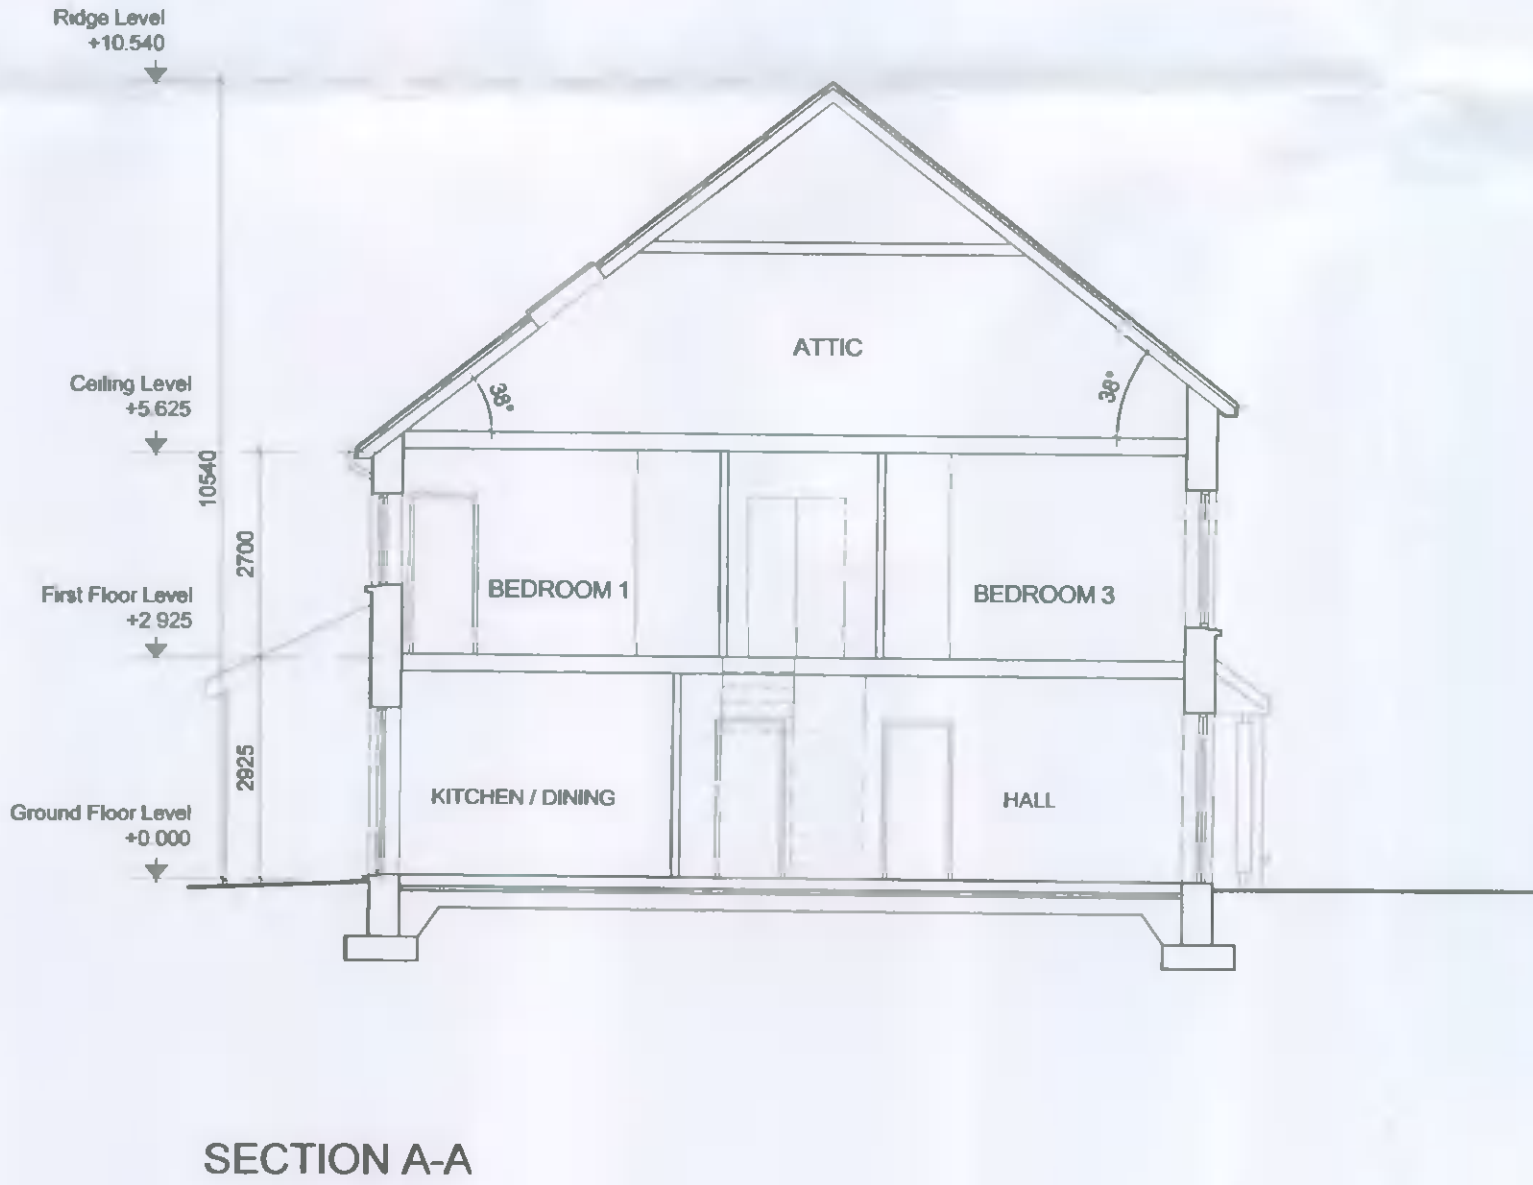 Ridge Level
+10.540
ATTIC
Ceiling Level
+5.625
38°
38°
10540
2700
BEDROOM 1
BEDROOM 3
First Floor Level
+2 925
2925
KITCHEN / DINING
HALL
Ground Floor Level
+0 000
SECTION A-A